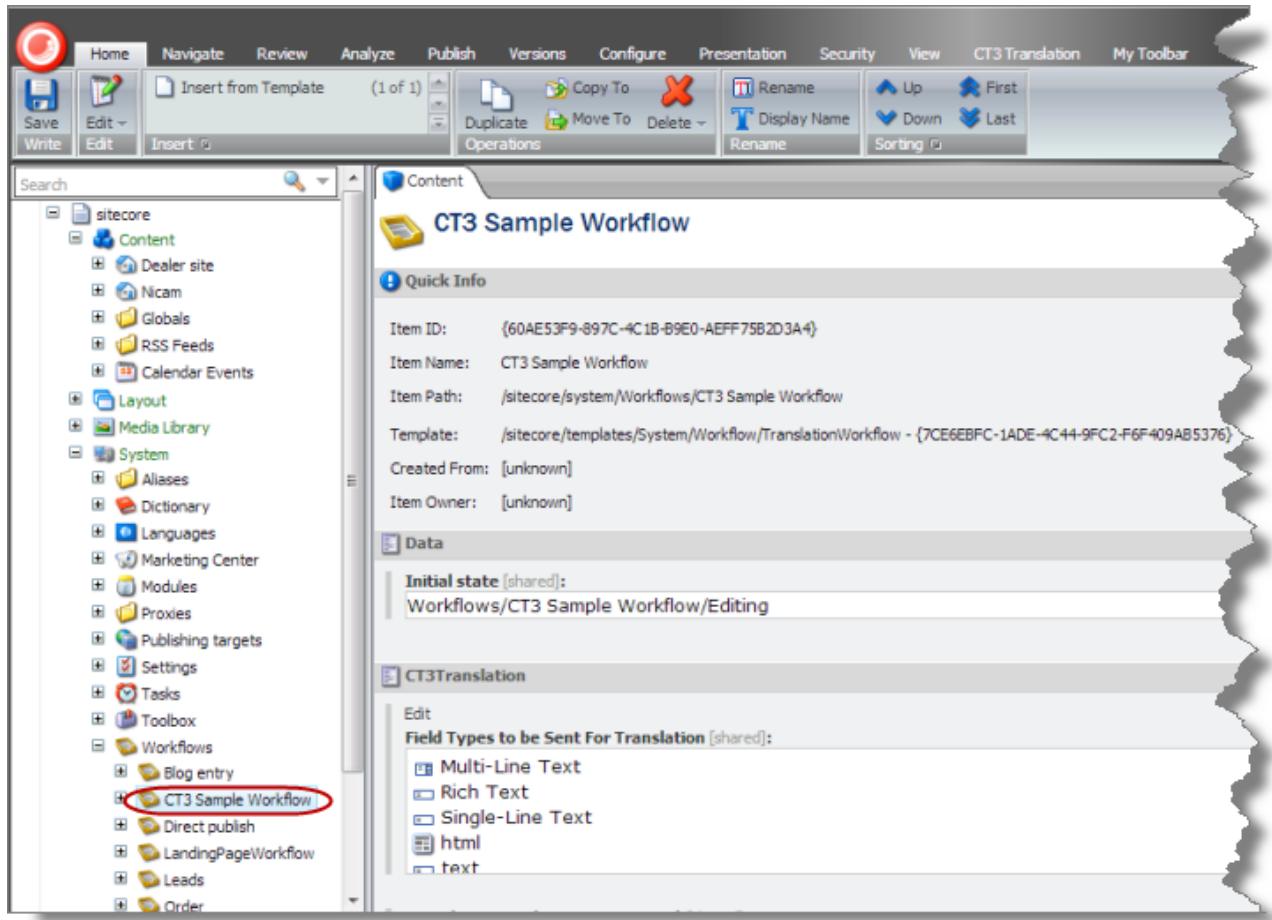 Home Navigate Review Analyze Publish Versions Configure Presentation Security View CT3 Translation My Toolbar
Save
Write
Edit
Edit
Insert from Template (1 of 1)
Insert
Duplicate
Copy To
Move To
Delete
Operations
Rename
Display Name
Rename
Up
Down
First
Last
Sorting
Search
sitecore
Content
Dealer site
Nicam
Globals
RSS Feeds
Calendar Events
Layout
Media Library
System
Aliases
Dictionary
Languages
Marketing Center
Modules
Proxies
Publishing targets
Settings
Tasks
Toolbox
Workflows
Blog entry
CT3 Sample Workflow
Direct publish
LandingPageWorkflow
Leads
Order
Content
CT3 Sample Workflow
Quick Info
Item ID: {60AE53F9-897C-4C1B-B9E0-AEFF75B2D3A4}
Item Name: CT3 Sample Workflow
Item Path: /sitecore/system/Workflows/CT3 Sample Workflow
Template: /sitecore/templates/System/Workflow/TranslationWorkflow - {7CE6EBFC-1ADE-4C44-9FC2-F6F409AB5376}
Created From: [unknown]
Item Owner: [unknown]
Data
Initial state [shared]:
Workflows/CT3 Sample Workflow/Editing
CT3Translation
Edit
Field Types to be Sent For Translation [shared]:
Multi-Line Text
Rich Text
Single-Line Text
html
text